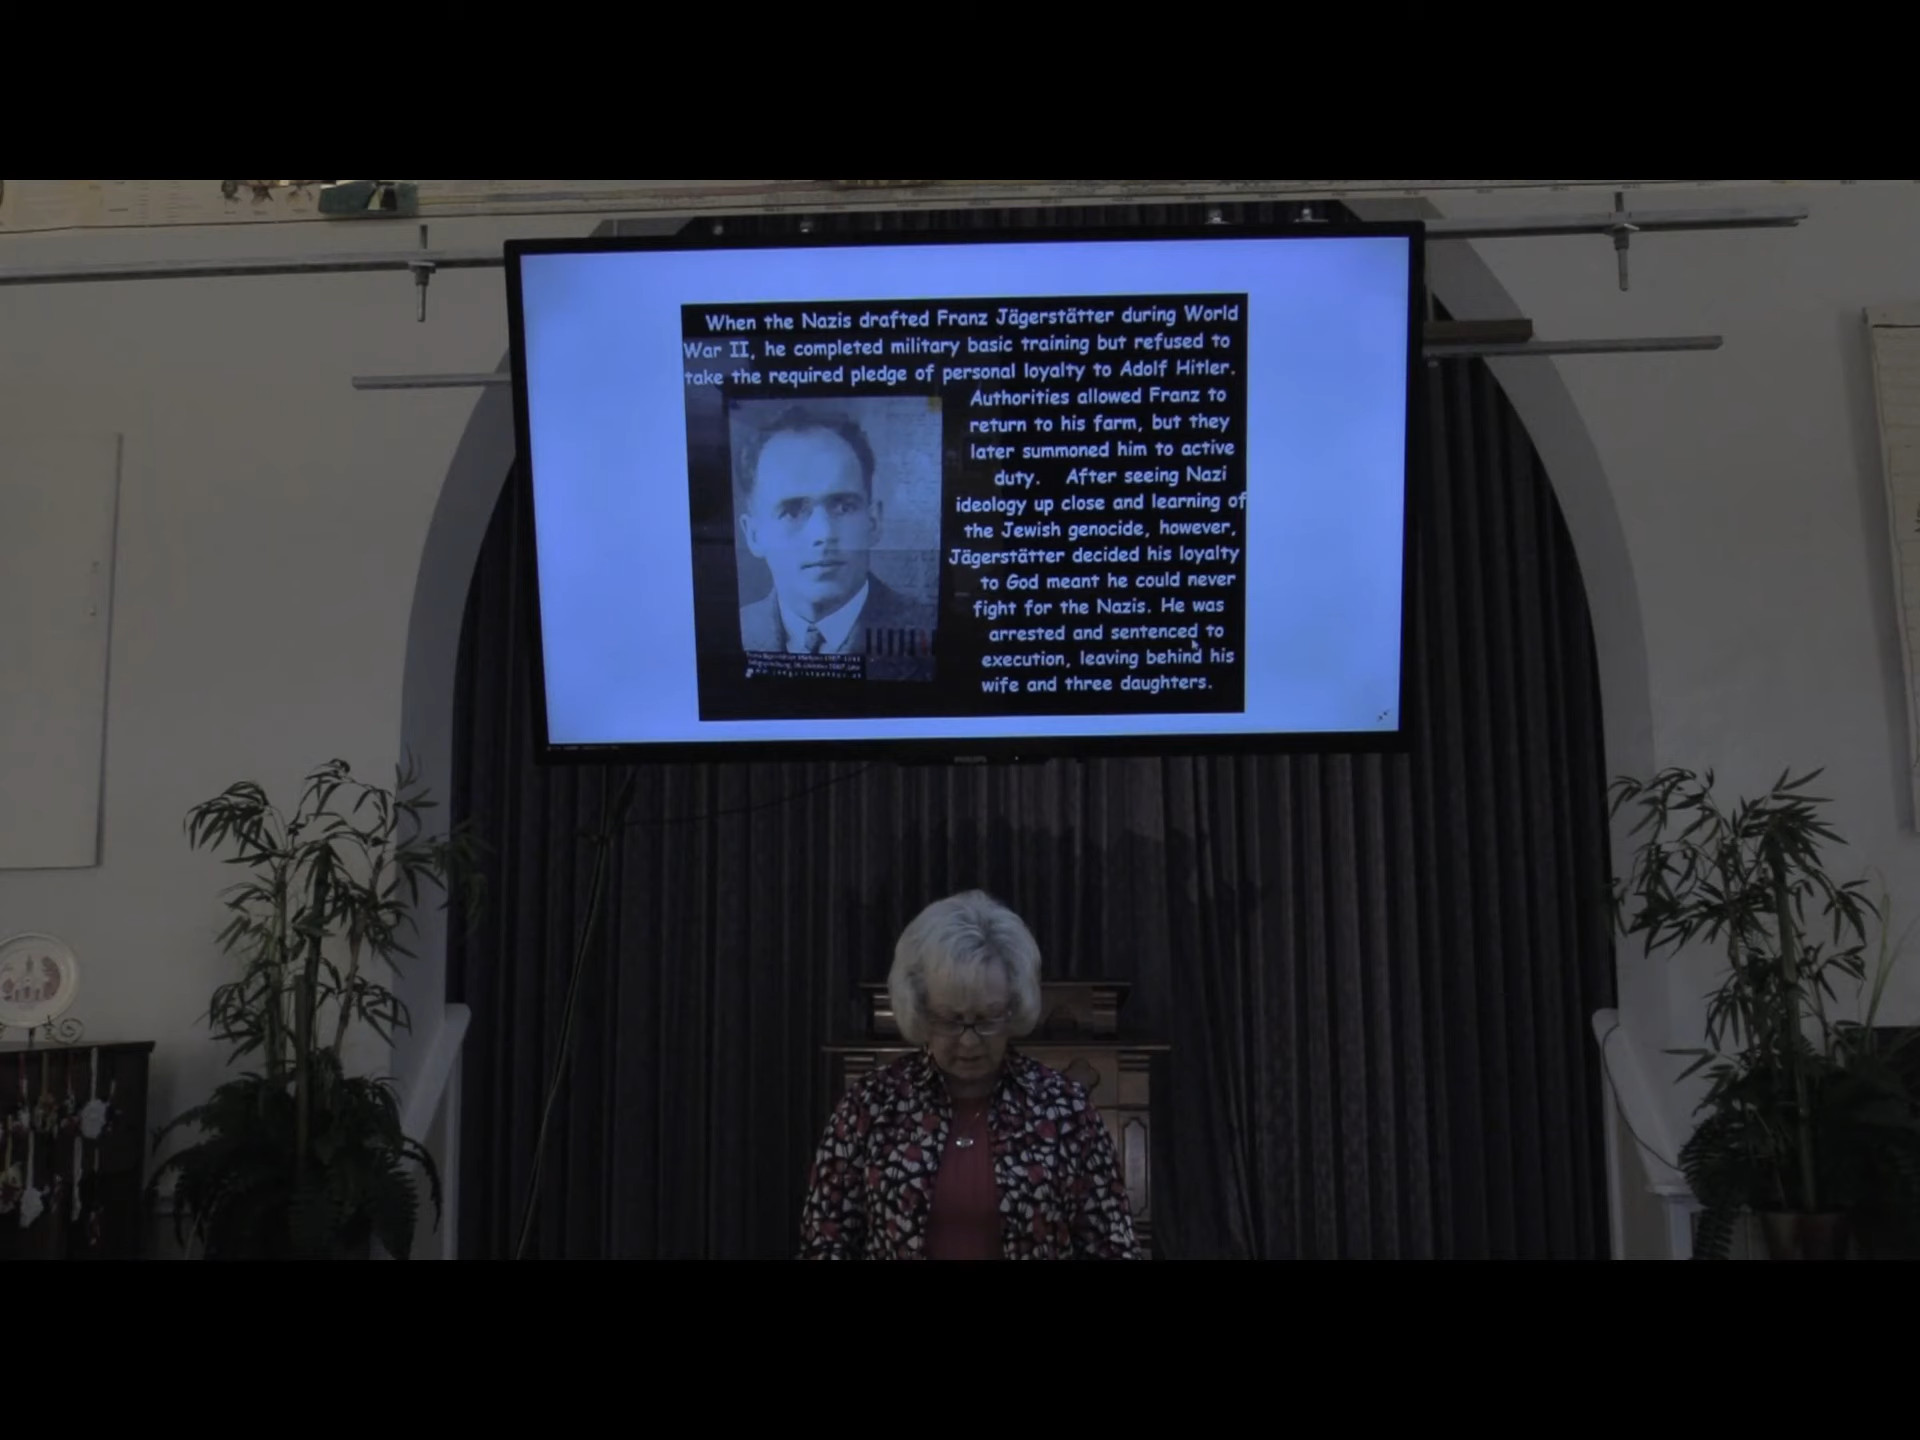 When the Nazis drafted Franz Jägerstätter during World
War II, he completed military basic training but refused to
take the required pledge of personal loyalty to Adolf Hitler.
Authorities allowed Franz to
return to his farm, but they
later summoned him to active
duty. After seeing Nazi
ideology up close and learning of
the Jewish genocide, however,
Jägerstätter decided his loyalty
to God meant he could never
fight for the Nazis. He was
arrested and sentenced to
execution, leaving behind his
wife and three daughters.
PHILIPS